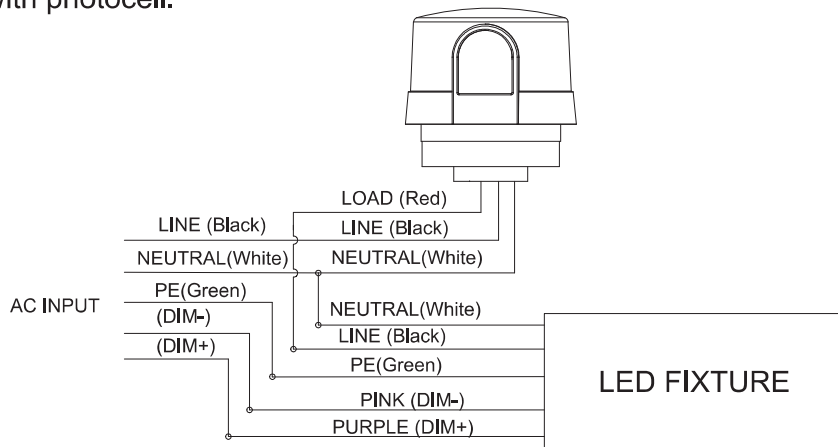 with photocell.
LOAD (Red)
LINE (Black) LINE (Black)
NEUTRAL(White) NEUTRAL(White)
PE(Green)
AC INPUT
(DIM-)
(DIM+)
NEUTRAL(White)
LINE (Black)
PE(Green)
PINK (DIM-)
PURPLE (DIM+)
LED FIXTURE